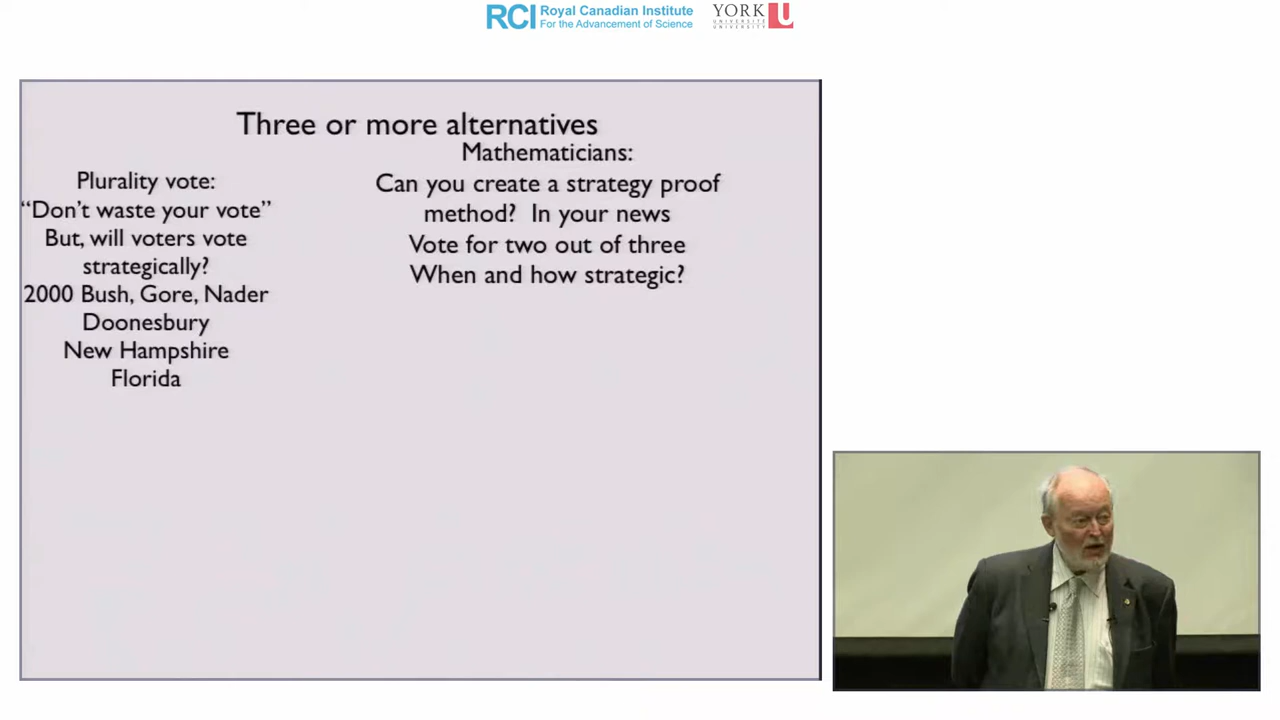 RCI Royal Canadian Institute
For the Advancement of Science
YORK U
UNIVERSITÉ
UNIVERSITY
Three or more alternatives
Plurality vote:
“Don’t waste your vote”
But, will voters vote
strategically?
2000 Bush, Gore, Nader
Doonesbury
New Hampshire
Florida
Mathematicians:
Can you create a strategy proof
method? In your news
Vote for two out of three
When and how strategic?